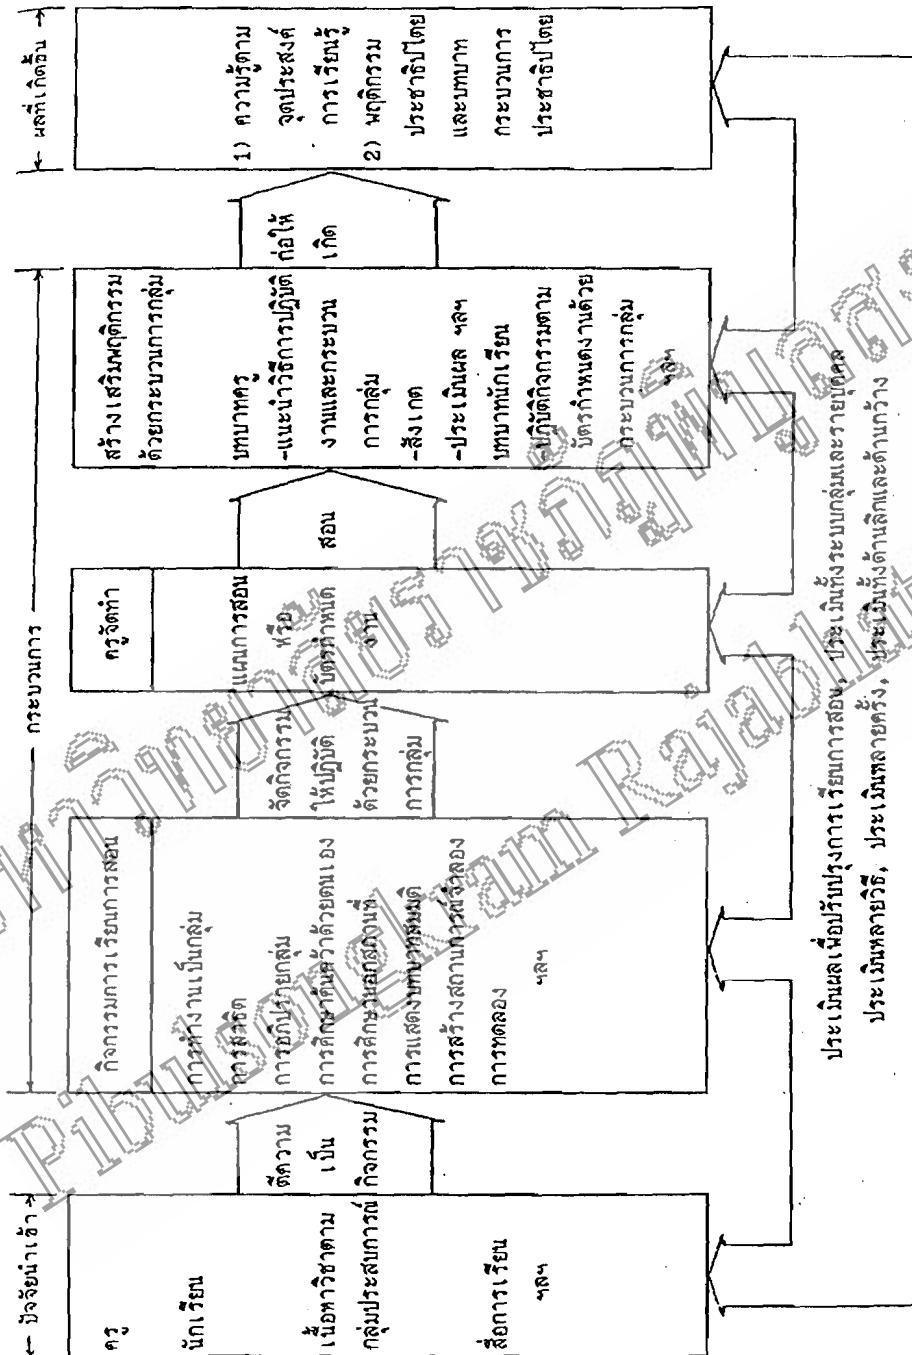 ← ปัจจัยนำเข้า →
← กระบวนการ →
← ผลที่เกิดขึ้น →
ครู
นักเรียน
เนื้อหาวิชาตาม
กลุ่มประสบการณ์
สื่อการเรียน
ฯลฯ
ตีความ
เป็น
กิจกรรม
กิจกรรมการเรียนการสอน
การทำงานเป็นกลุ่ม
การสาธิต
การอภิปรายกลุ่ม
การศึกษาค้นคว้าด้วยตนเอง
การศึกษานอกสถานที่
การแสดงบทบาทสมมติ
การสร้างสถานการณ์จำลอง
การทดลอง
ฯลฯ
จัดกิจกรรม
ให้ปฏิบัติ
ด้วยกระบวน
การกลุ่ม
ครูจัดทำ
แผนการสอน
หรือ
บัตรกำหนด
งาน
สอน
สร้างเสริมพฤติกรรม
ด้วยกระบวนการกลุ่ม
บทบาทครู
-แนะนำวิธีการปฏิบัติ
งานและกระบวน
การกลุ่ม
-สังเกต
-ประเมินผล ฯลฯ
บทบาทนักเรียน
-ปฏิบัติกิจกรรมตาม
บัตรกำหนดงานด้วย
กระบวนการกลุ่ม
ฯลฯ
ก่อให้
เกิด
1) ความรู้ตาม
จุดประสงค์
การเรียนรู้
2) พฤติกรรม
ประชาธิปไตย
และบทบาท
กระบวนการ
ประชาธิปไตย
ประเมินผลเพื่อปรับปรุงการเรียนการสอน, ประเมินทั้งระบบกลุ่มและรายบุคคล
ประเมินหลายวิธี, ประเมินหลายครั้ง, ประเมินทั้งด้านลึกและด้านกว้าง
Pibulsongkram Rajabhat